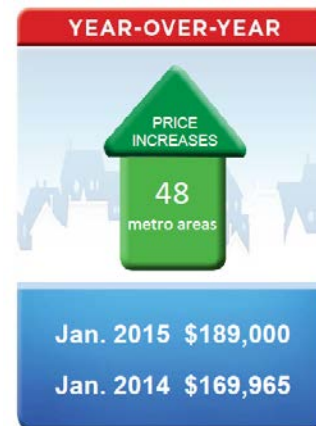 YEAR-OVER-YEAR
PRICE
INCREASES
48
metro areas
Jan. 2015 $189,000
Jan. 2014 $169,965